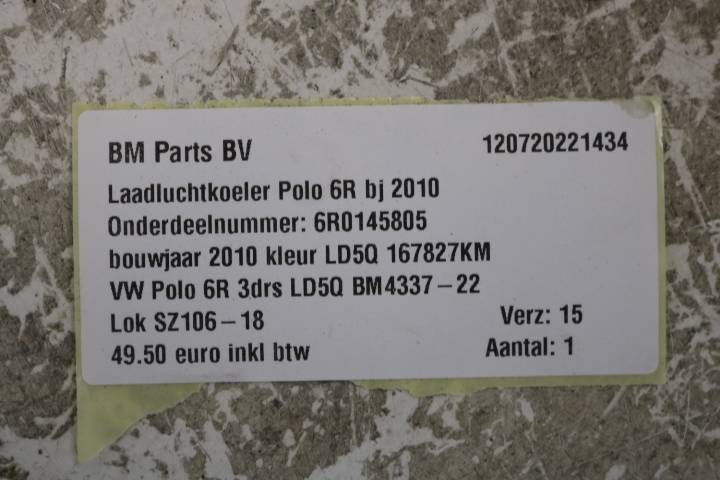 BM Parts BV 120720221434
Laadluchtkoeler Polo 6R bj 2010
Onderdeelnummer: 6R0145805
bouwjaar 2010 kleur LD5Q 167827KM
VW Polo 6R 3drs LD5Q BM4337-22
Lok SZ106-18 Verz: 15
49.50 euro inkl btw Aantal: 1